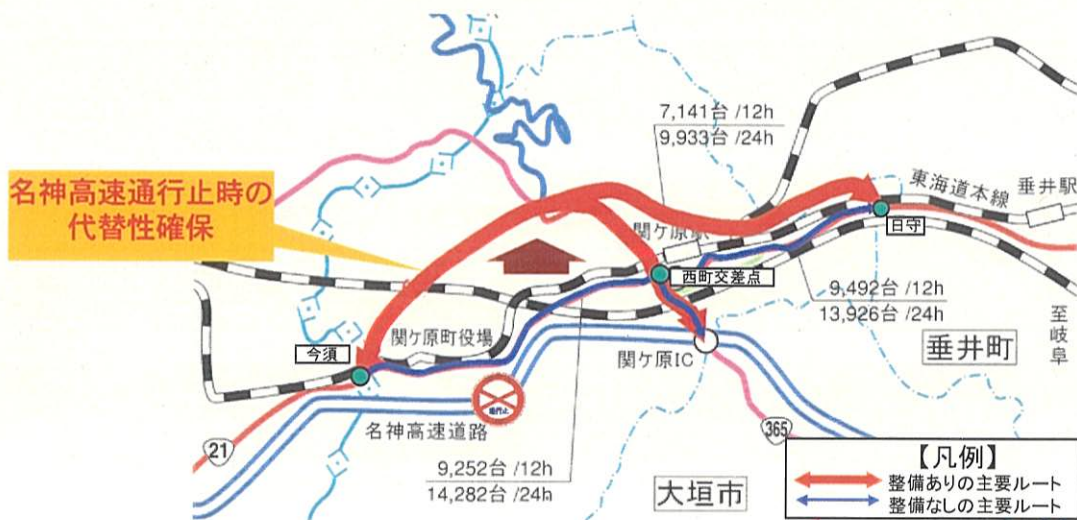 名神高速通行止時の
代替性確保
7,141台 /12h
9,933台 /24h
東海道本線
垂井駅
関ケ原駅
日守
西町交差点
9,492台 /12h
13,926台 /24h
至岐阜
垂井町
関ケ原町役場
今須
関ケ原IC
通行止
名神高速道路
21
365
9,252台 /12h
14,282台 /24h
大垣市
【凡例】
整備ありの主要ルート
整備なしの主要ルート